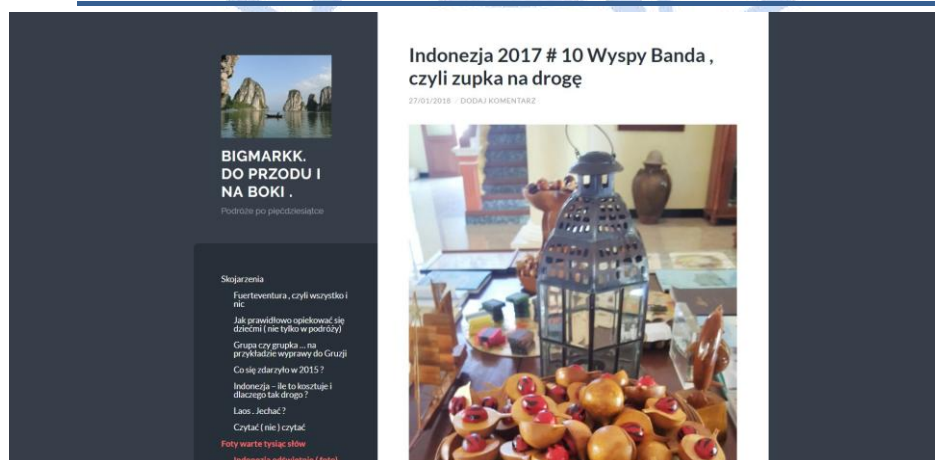 BIGMARKK.
DO PRZODU I
NA BOKI .
Podróże po pięćdziesiątce
Skojarzenia
Fuerteventura , czyli wszystko i
nic
Jak prawidłowo opiekować się
dziećmi ( nie tylko w podróży)
Grupa czy grupka ... na
przykładzie wyprawy do Gruzji
Co się zdarzyło w 2015 ?
Indonezja – ile to kosztuje i
dlaczego tak drogo ?
Laos . Jechać ?
Czytać ( nie ) czytać
Foty warte tysiąc słów
Indonezja odświętnie ( foto)
Indonezja 2017 # 10 Wyspy Banda ,
czyli zupka na drogę
27/01/2018 / DODAJ KOMENTARZ